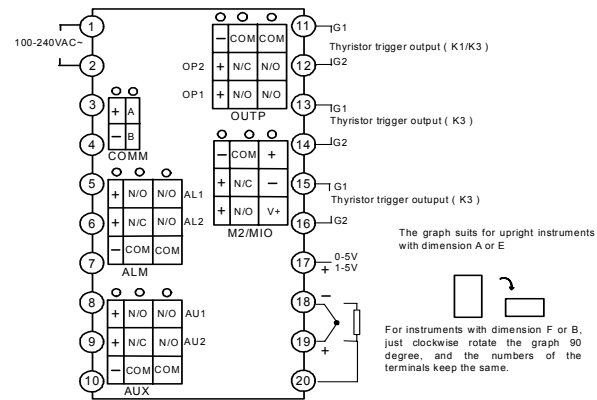 1
100-240VAC~
2
3
+ A
4
− B
COMM
5
+ N/O N/O AL1
6
+ N/C N/O AL2
7
− COM COM
ALM
8
+ N/O N/O AU1
9
+ N/C N/O AU2
10
− COM COM
AUX
− COM COM
OP2 + N/C N/O
OP1 + N/O N/O
OUTP
− COM +
+ N/C −
+ N/O V+
M2/MIO
11 G1
Thyristor trigger output ( K1/K3 )
12 G2
13 G1
Thyristor trigger output ( K3 )
14 G2
15 G1
Thyristor trigger outuput ( K3 )
16 G2
17 0-5V
+ 1-5V
18 −
19 +
20
The graph suits for upright instruments
with dimension A or E
For instruments with dimension F or B,
just clockwise rotate the graph 90
degree, and the numbers of the
terminals keep the same.